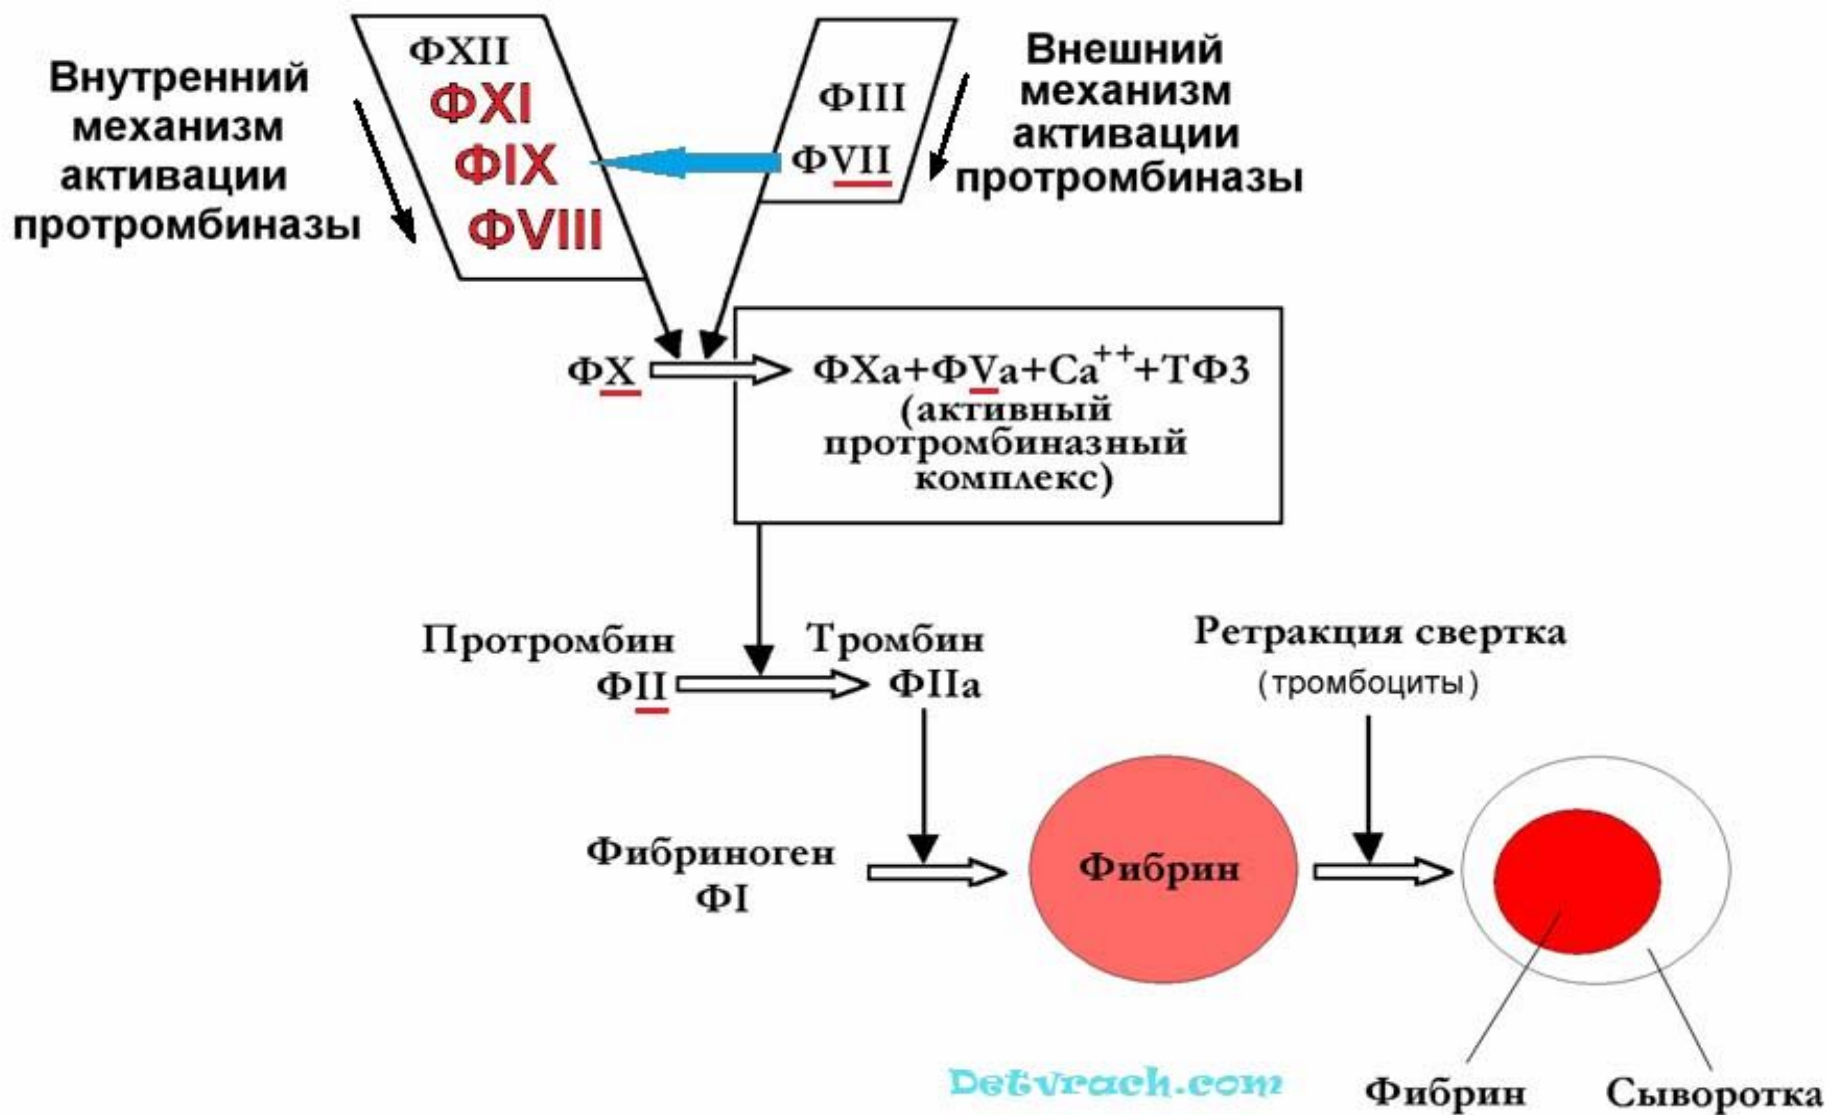 Внутренний
механизм
активации
протромбиназы
ФXII
ФXI
ФIX
ФVIII
ФIII
ФVII
Внешний
механизм
активации
протромбиназы
ФX
ФXa+ФVa+Ca+++ТФ3
(активный
протромбиназный
комплекс)
Протромбин
ФII
Тромбин
ФIIa
Ретракция свертка
(тромбоциты)
Фибриноген
ФI
Фибрин
Фибрин
Сыворотка
Detvrach.com